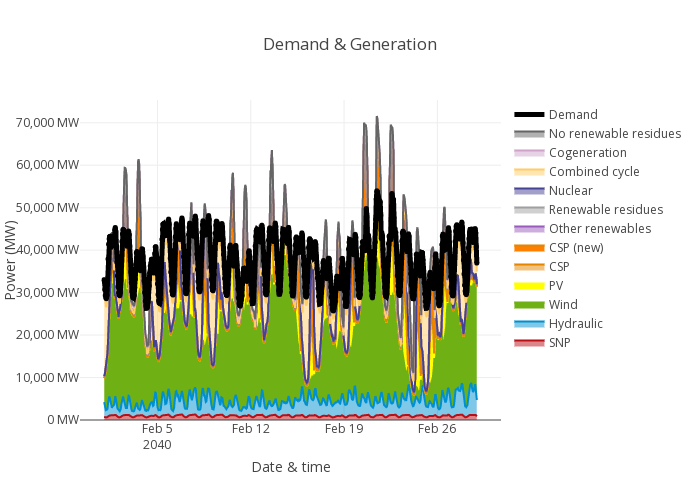 Demand & Generation
70,000 MW
60,000 MW
50,000 MW
40,000 MW
30,000 MW
20,000 MW
10,000 MW
0 MW
Power (MW)
Feb 5
2040
Feb 12
Feb 19
Feb 26
Date & time
Demand
No renewable residues
Cogeneration
Combined cycle
Nuclear
Renewable residues
Other renewables
CSP (new)
CSP
PV
Wind
Hydraulic
SNP